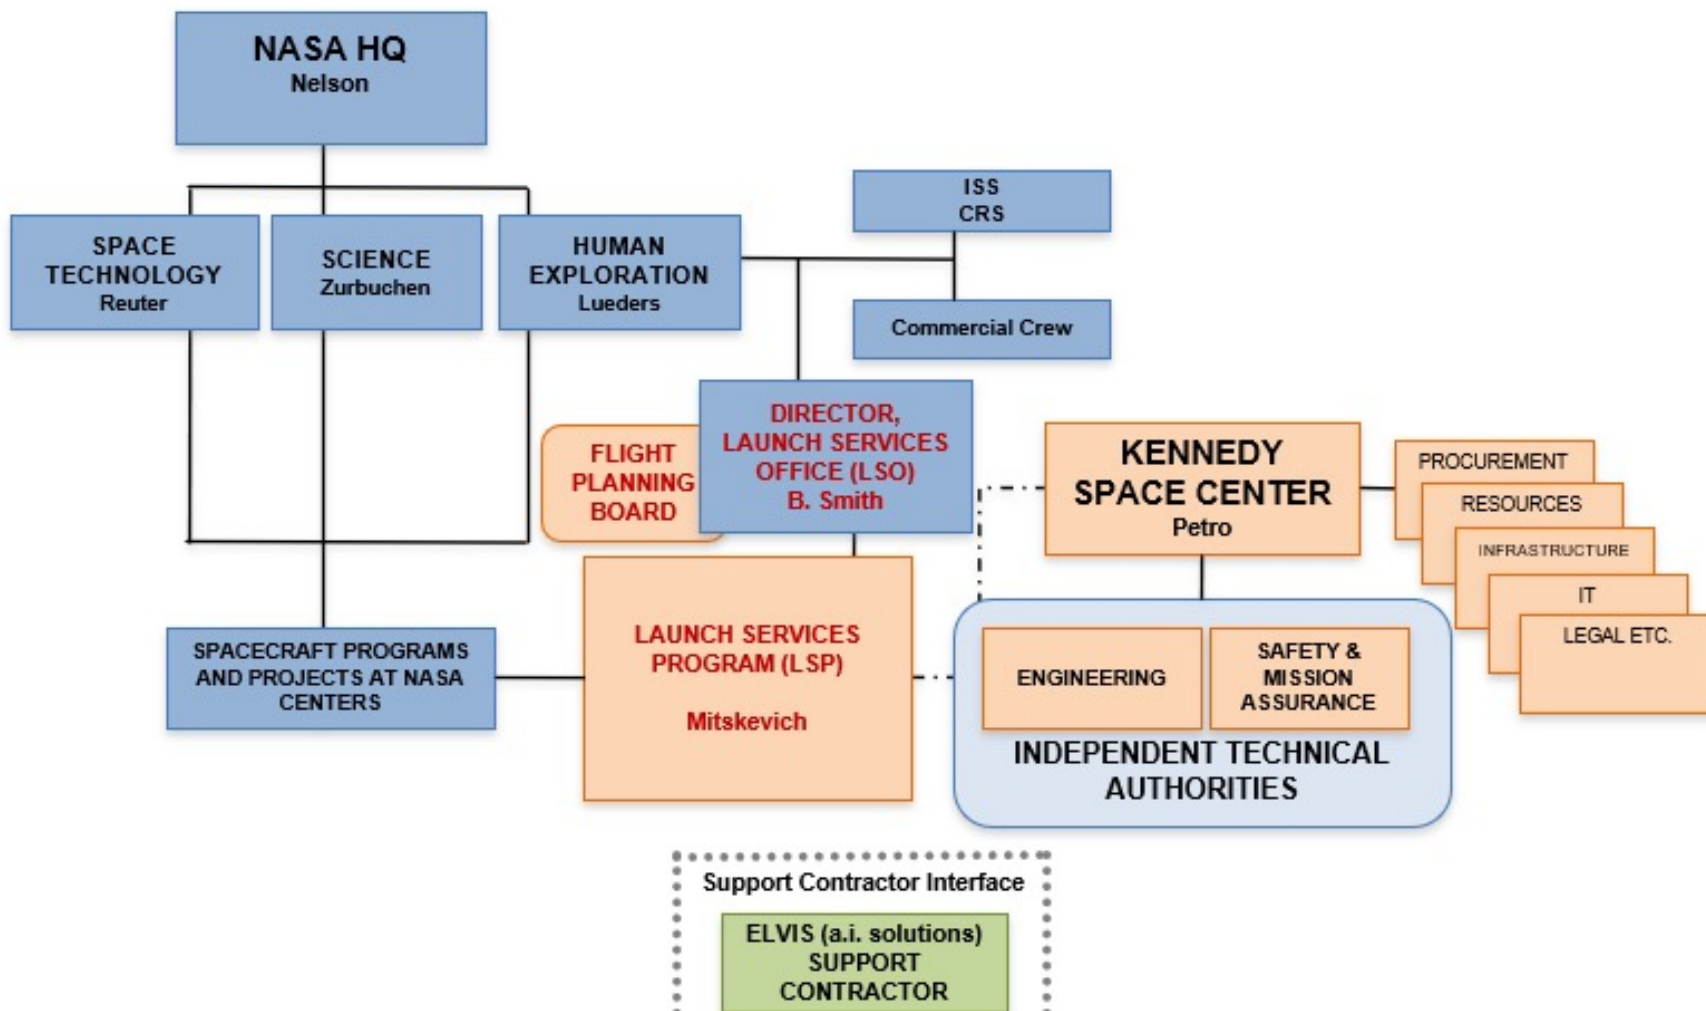 NASA HQ
Nelson
SPACE
TECHNOLOGY
Reuter
SCIENCE
Zurbuchen
HUMAN
EXPLORATION
Lueders
ISS
CRS
Commercial Crew
FLIGHT
PLANNING
BOARD
DIRECTOR,
LAUNCH SERVICES
OFFICE (LSO)
B. Smith
KENNEDY
SPACE CENTER
Petro
PROCUREMENT
RESOURCES
INFRASTRUCTURE
IT
LEGAL ETC.
SPACECRAFT PROGRAMS
AND PROJECTS AT NASA
CENTERS
LAUNCH SERVICES
PROGRAM (LSP)
Mitskevich
ENGINEERING
SAFETY &
MISSION
ASSURANCE
INDEPENDENT TECHNICAL
AUTHORITIES
Support Contractor Interface
ELVIS (a.i. solutions)
SUPPORT
CONTRACTOR